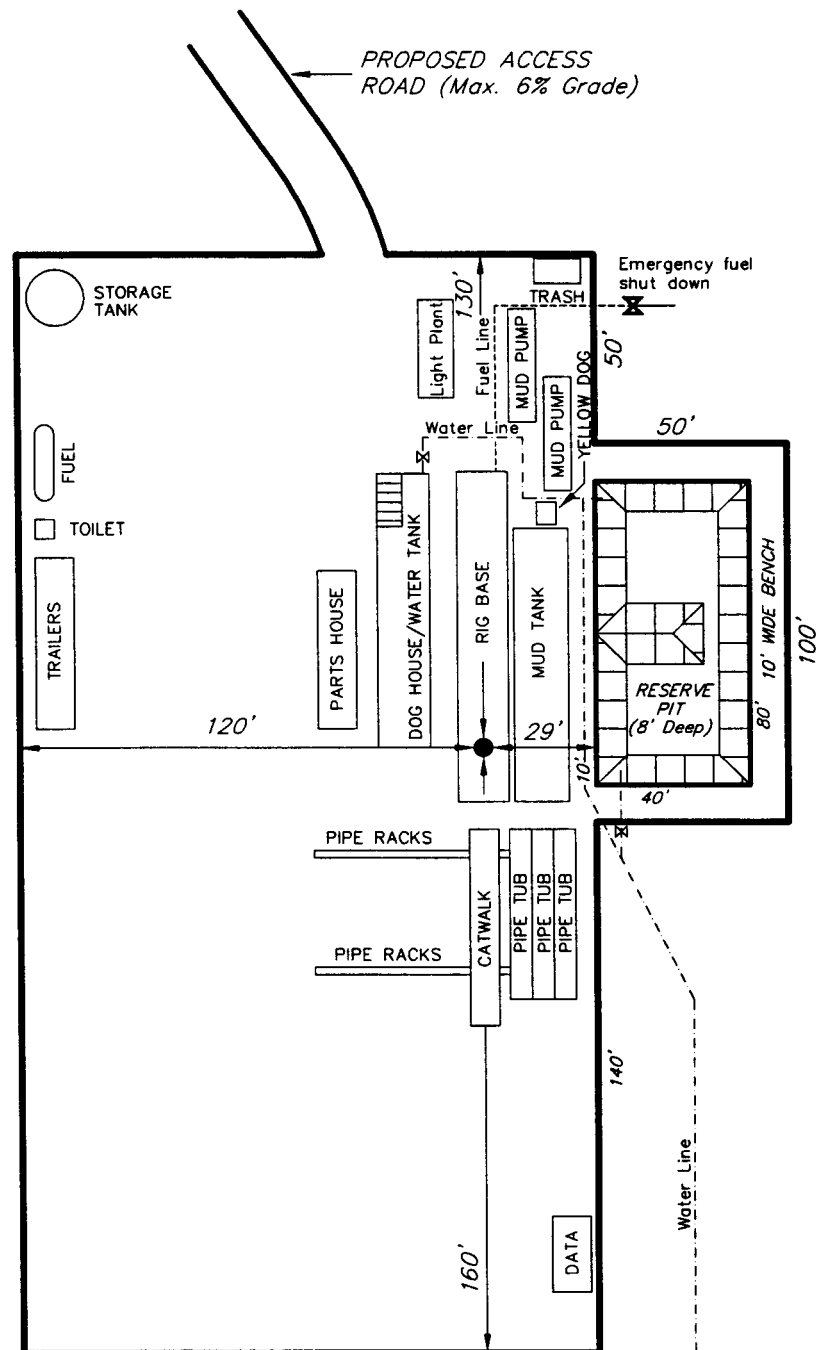 PROPOSED ACCESS
ROAD (Max. 6% Grade)
STORAGE
TANK
Light Plant
130'
Fuel Line
TRASH
MUD PUMP
Emergency fuel
shut down
50'
MUD PUMP
YELLOW DOG
50'
Water Line
FUEL
TOILET
TRAILERS
PARTS HOUSE
DOG HOUSE/WATER TANK
RIG BASE
MUD TANK
RESERVE
PIT
(8' Deep)
80'
10' WIDE BENCH
100'
120'
29'
10'
40'
PIPE RACKS
CATWALK
PIPE TUB
PIPE TUB
PIPE TUB
PIPE RACKS
140'
160'
DATA
Water Line